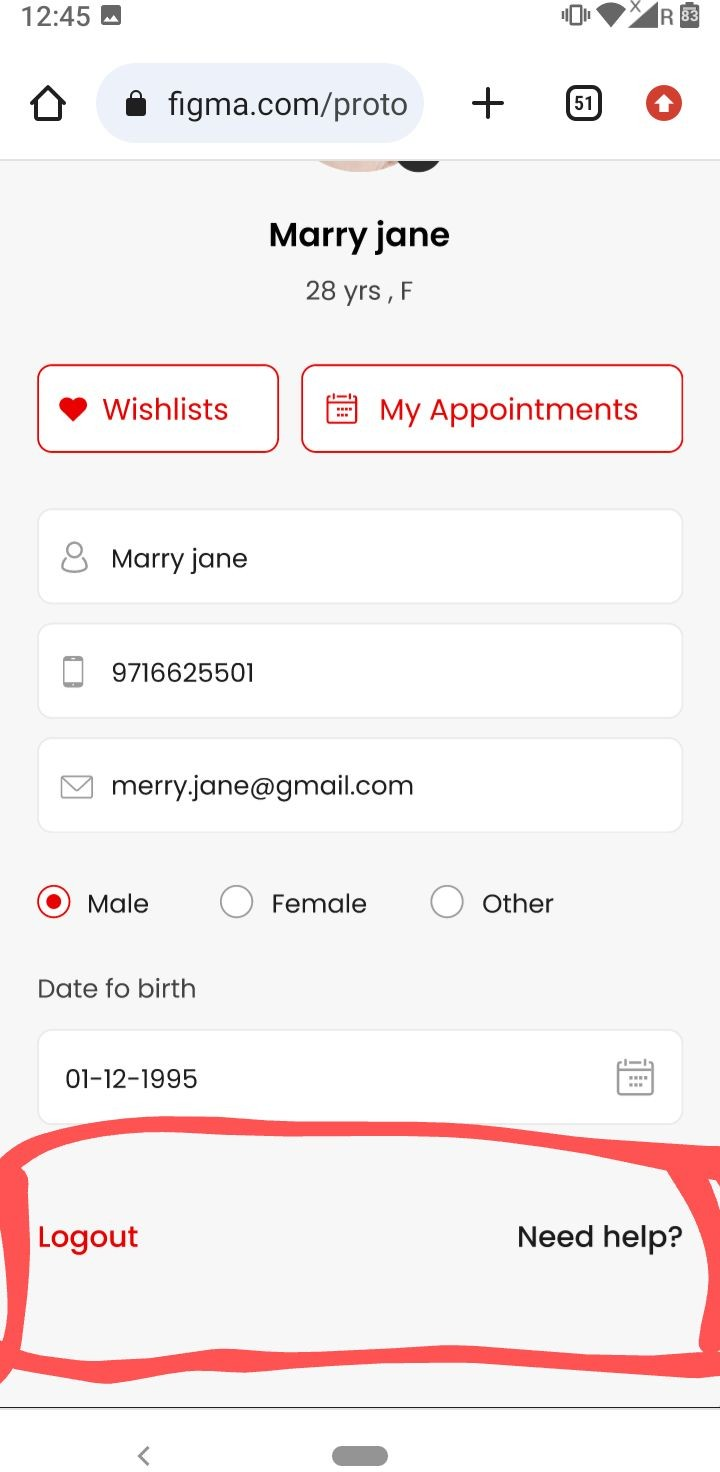 12:45 R 83
figma.com/proto 51
Marry jane
28 yrs , F
Wishlists My Appointments
Marry jane
9716625501
merry.jane@gmail.com
Male Female Other
Date fo birth
01-12-1995
Logout Need help?